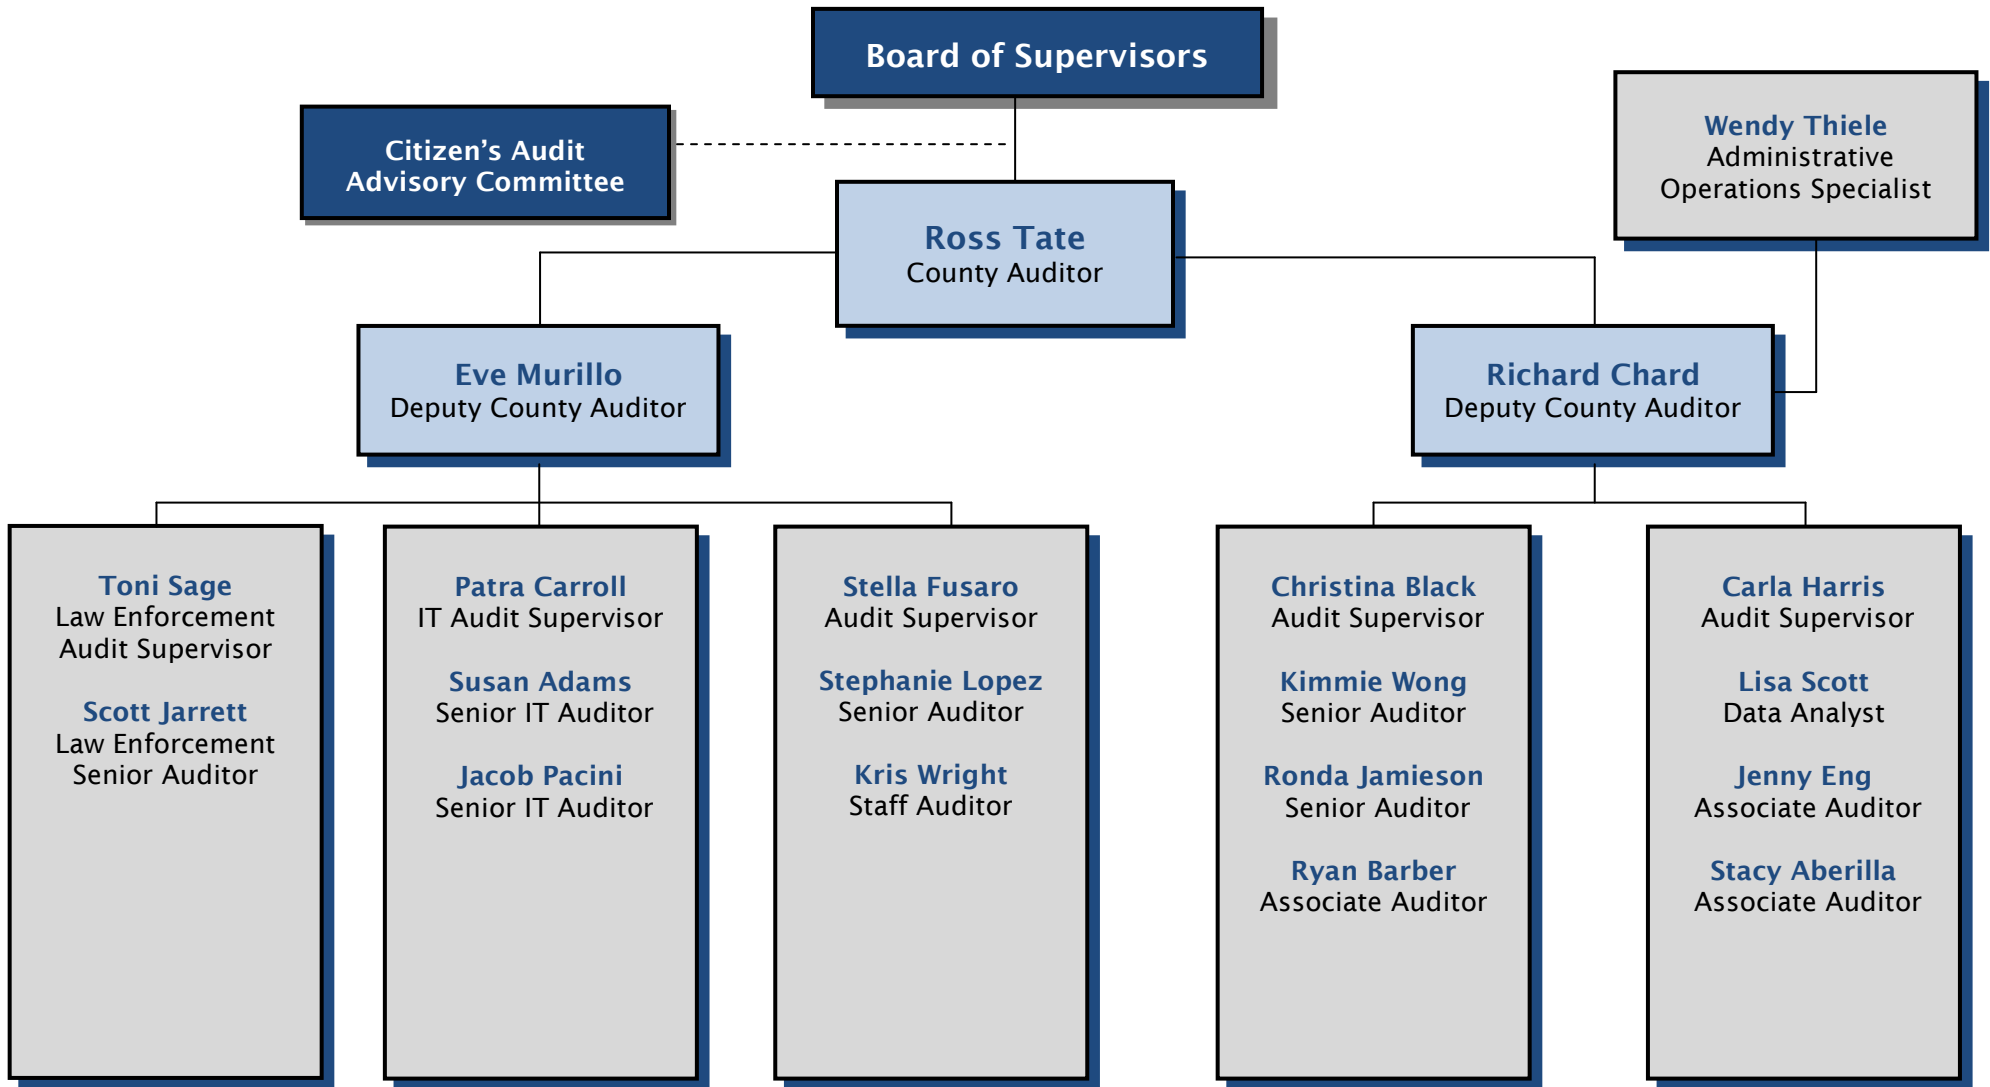 Board of Supervisors
Citizen’s Audit
Advisory Committee
Wendy Thiele
Administrative
Operations Specialist
Ross Tate
County Auditor
Eve Murillo
Deputy County Auditor
Richard Chard
Deputy County Auditor
Toni Sage
Law Enforcement
Audit Supervisor
Scott Jarrett
Law Enforcement
Senior Auditor
Patra Carroll
IT Audit Supervisor
Susan Adams
Senior IT Auditor
Jacob Pacini
Senior IT Auditor
Stella Fusaro
Audit Supervisor
Stephanie Lopez
Senior Auditor
Kris Wright
Staff Auditor
Christina Black
Audit Supervisor
Kimmie Wong
Senior Auditor
Ronda Jamieson
Senior Auditor
Ryan Barber
Associate Auditor
Carla Harris
Audit Supervisor
Lisa Scott
Data Analyst
Jenny Eng
Associate Auditor
Stacy Aberilla
Associate Auditor